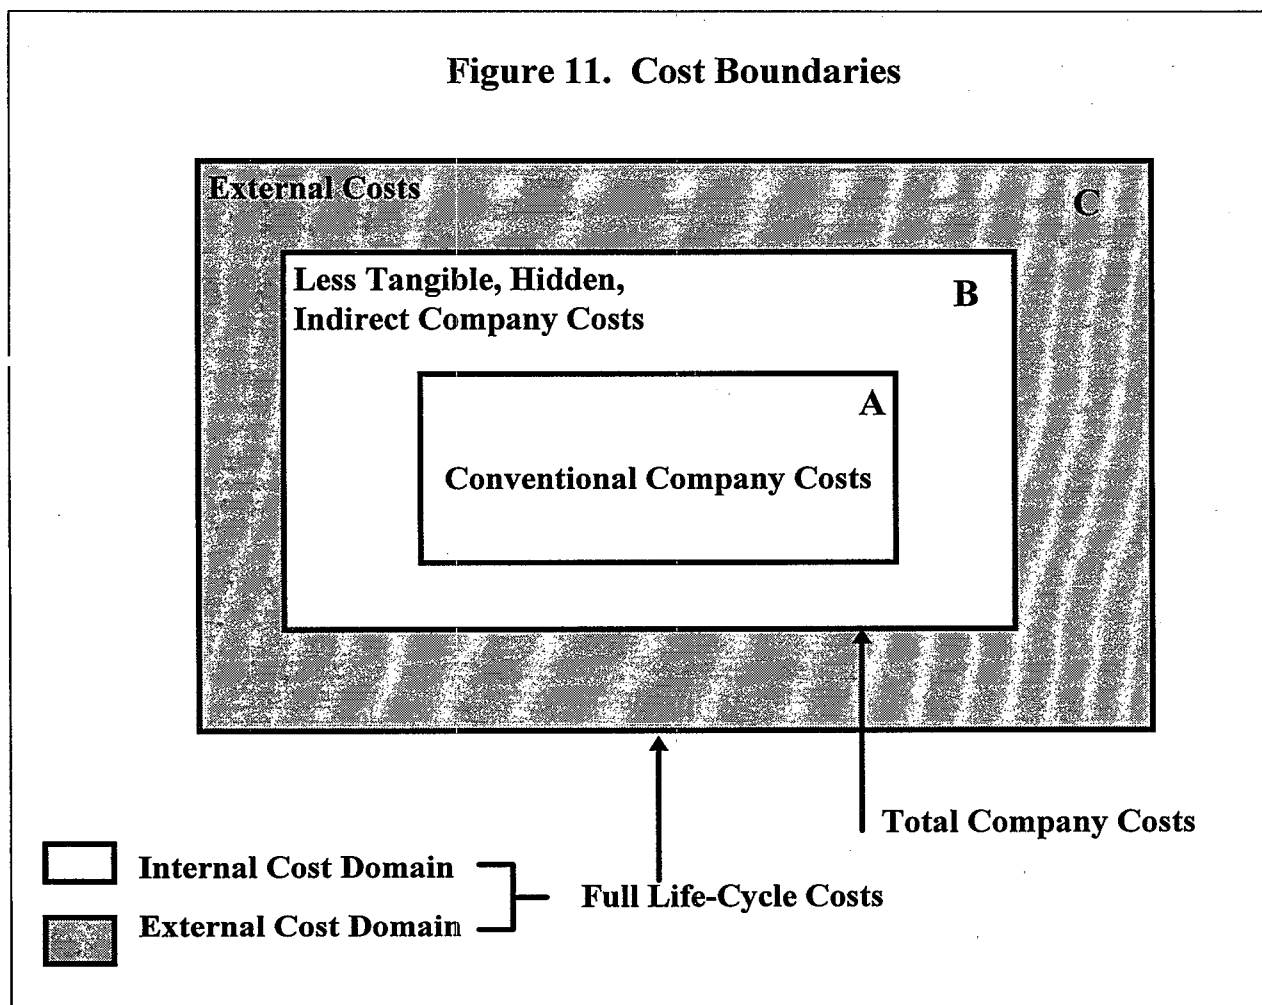 Figure 11. Cost Boundaries
External Costs
C
Less Tangible, Hidden,
Indirect Company Costs
B
A
Conventional Company Costs
Total Company Costs
Internal Cost Domain
Full Life-Cycle Costs
External Cost Domain